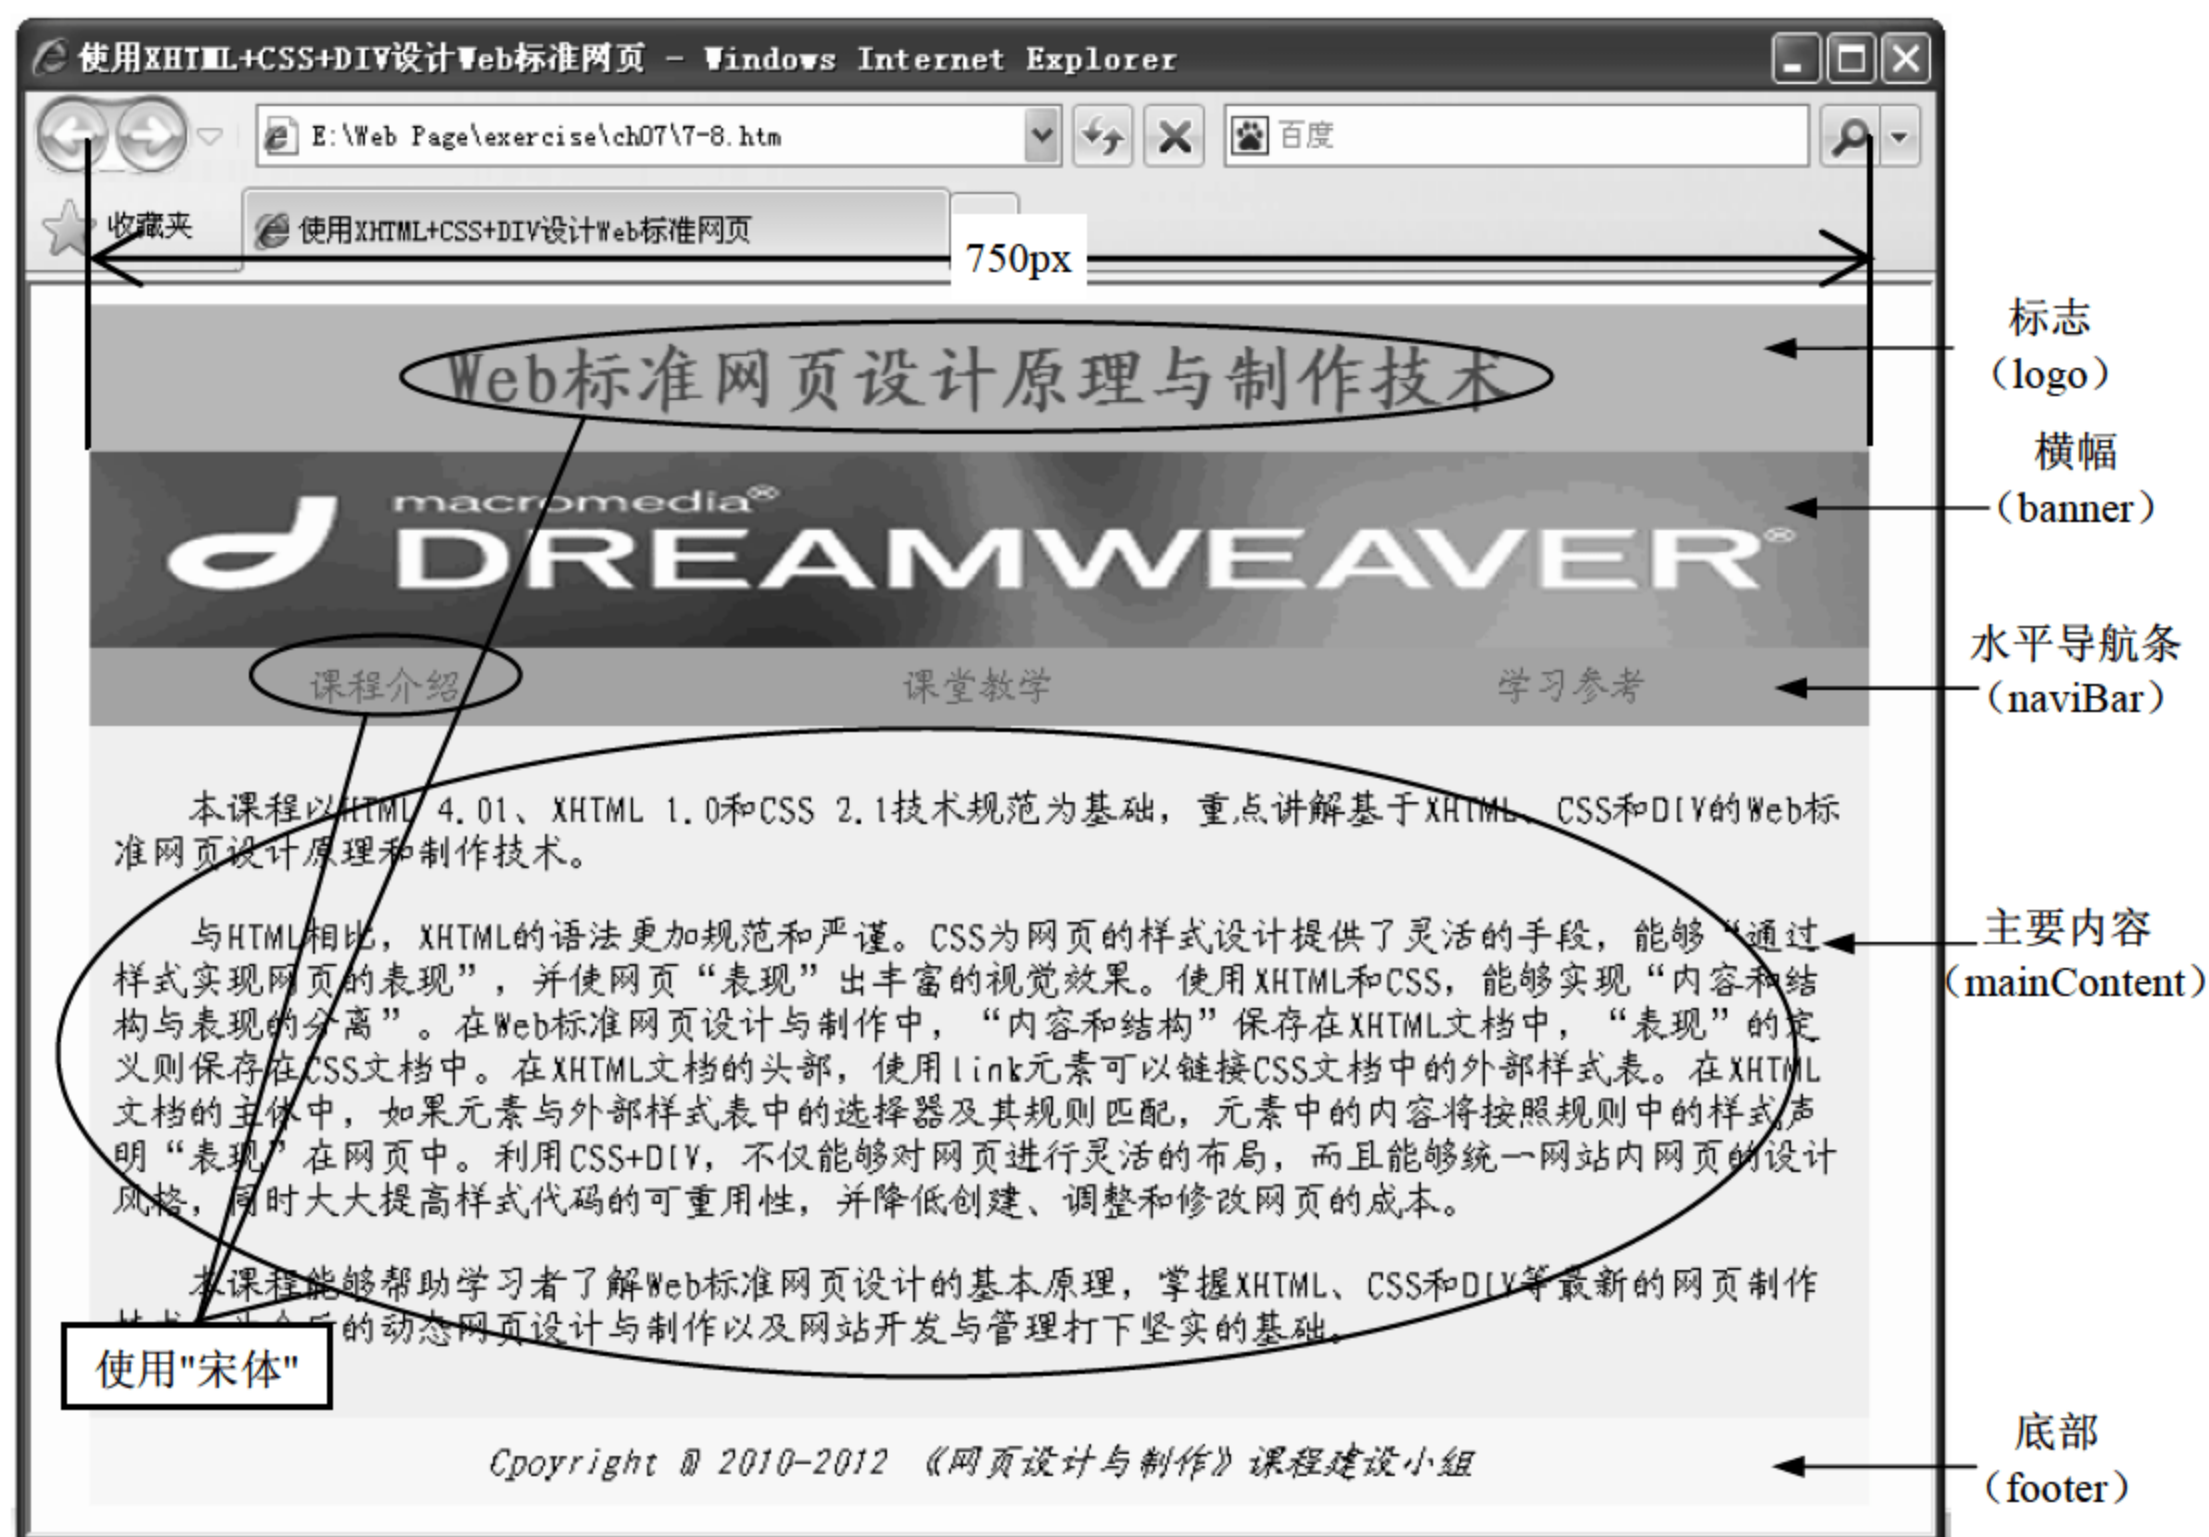 使用XHTML+CSS+DIV设计Web标准网页 - Windows Internet Explorer
E:\Web Page\exercise\ch07\7-8.htm
百度
收藏夹
使用XHTML+CSS+DIV设计Web标准网页
750px
标志
(logo)
Web标准网页设计原理与制作技术
横幅
(banner)
macromedia®
DREAMWEAVER®
水平导航条
(naviBar)
课程介绍 课堂教学 学习参考
本课程以HTML 4.01、XHTML 1.0和CSS 2.1技术规范为基础，重点讲解基于XHTML、CSS和DIV的Web标
准网页设计原理和制作技术。
与HTML相比，XHTML的语法更加规范和严谨。CSS为网页的样式设计提供了灵活的手段，能够“通过
样式实现网页的表现”，并使网页“表现”出丰富的视觉效果。使用XHTML和CSS，能够实现“内容和结
构与表现的分离”。在Web标准网页设计与制作中，“内容和结构”保存在XHTML文档中，“表现”的定
义则保存在CSS文档中。在XHTML文档的头部，使用link元素可以链接CSS文档中的外部样式表。在XHTML
文档的主体中，如果元素与外部样式表中的选择器及其规则匹配，元素中的内容将按照规则中的样式声
明“表现”在网页中。利用CSS+DIV，不仅能够对网页进行灵活的布局，而且能够统一网站内网页的设计
风格，同时大大提高样式代码的可重用性，并降低创建、调整和修改网页的成本。
主要内容
(mainContent)
本课程能够帮助学习者了解Web标准网页设计的基本原理，掌握XHTML、CSS和DIV等最新的网页制作
的动态网页设计与制作以及网站开发与管理打下坚实的基础。
使用"宋体"
Cpoyright @ 2010-2012 《网页设计与制作》课程建设小组
底部
(footer)